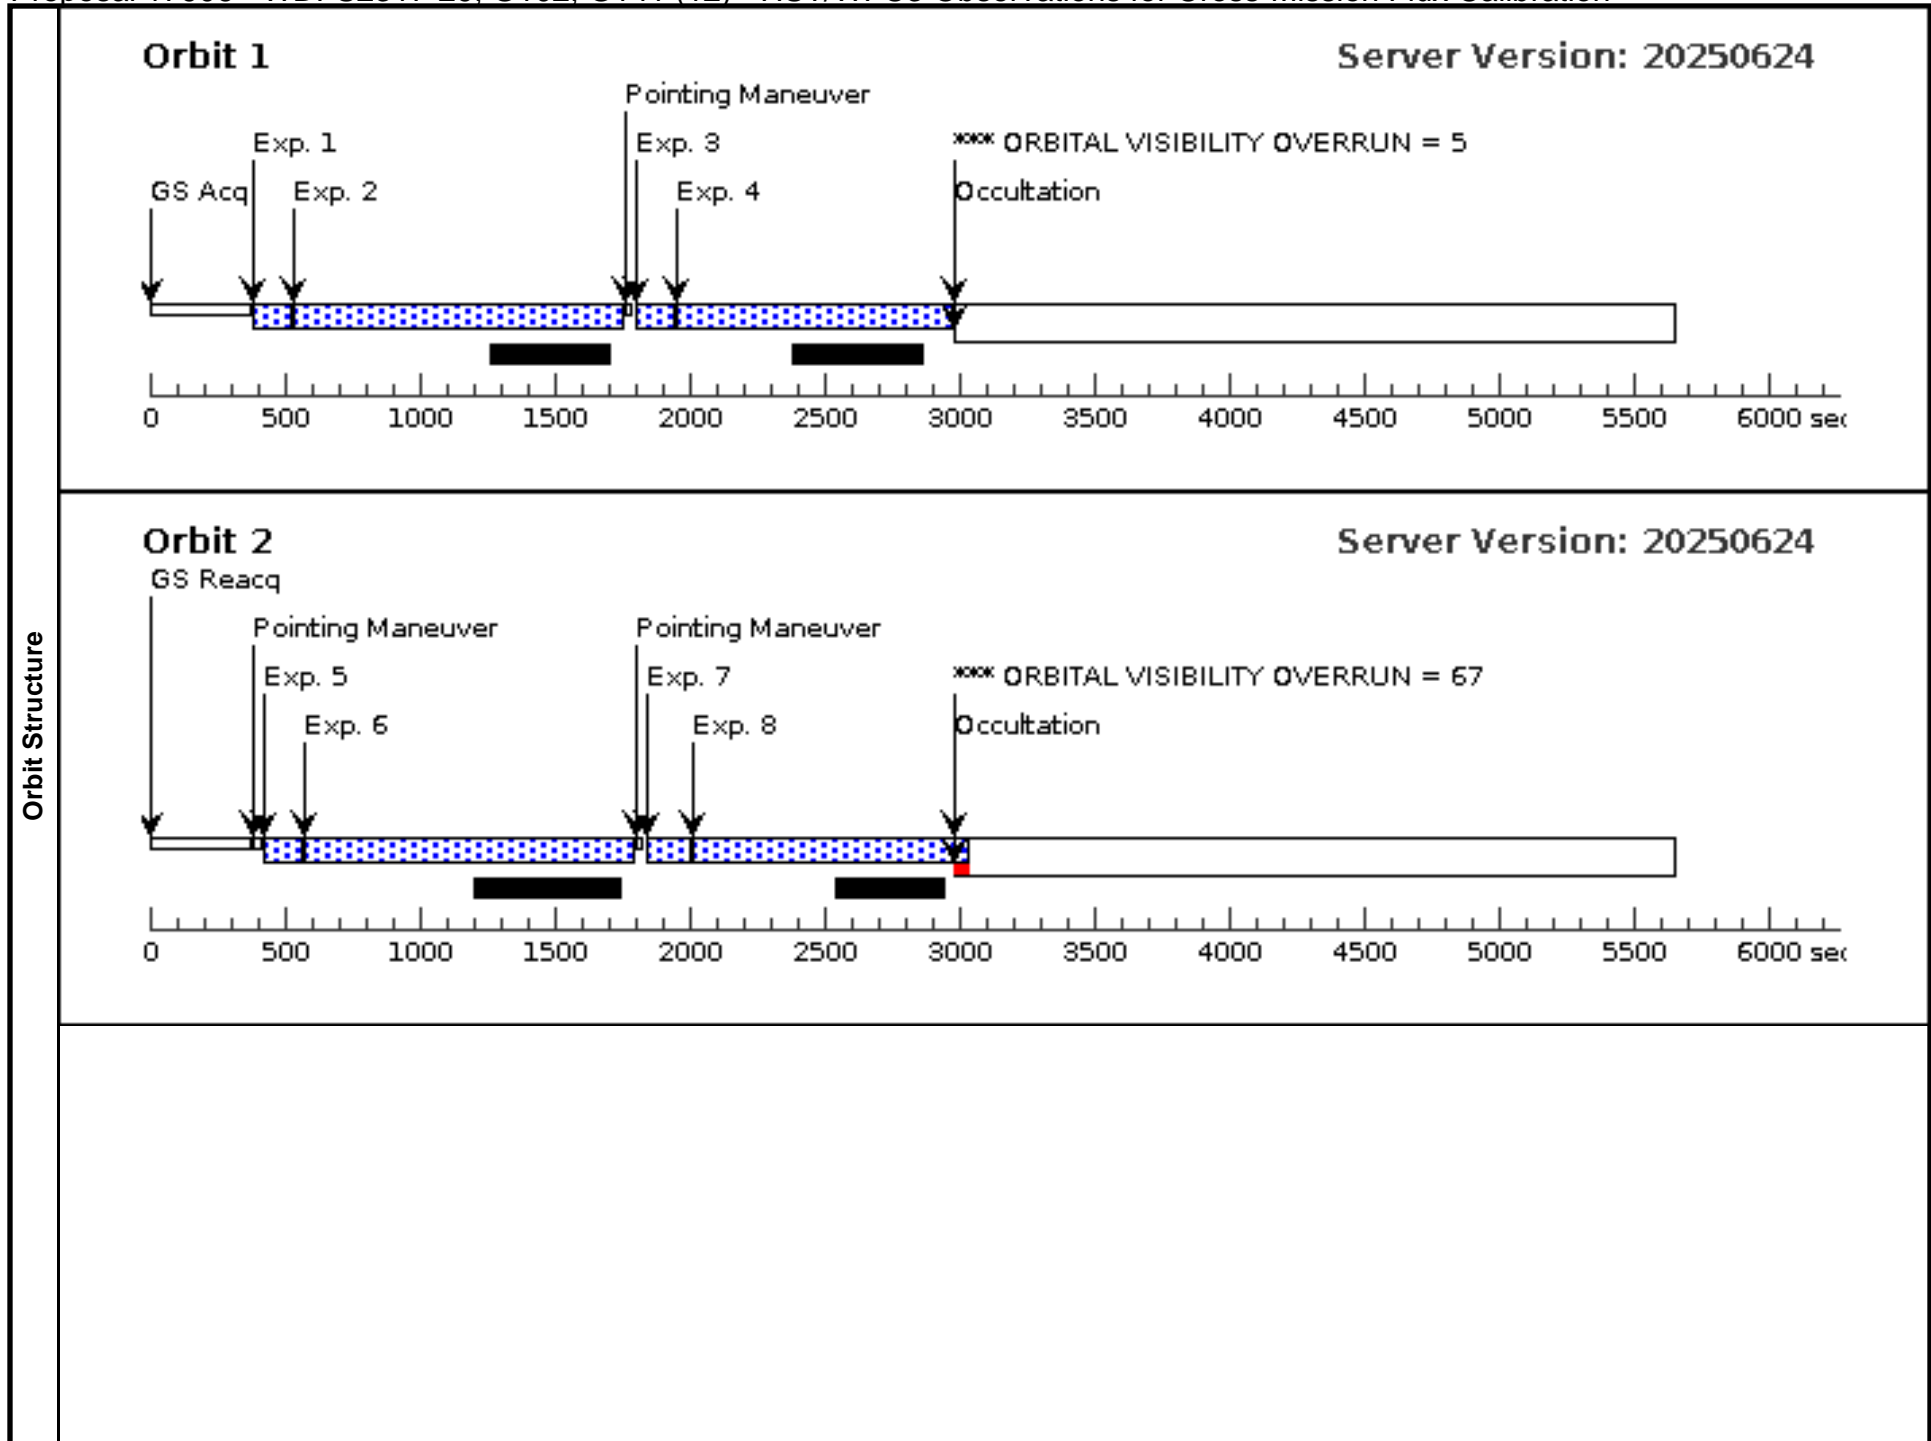 Orbit Structure
Orbit 1
Server Version: 20250624
Pointing Maneuver
Exp. 1
Exp. 3
*** ORBITAL VISIBILITY OVERRUN = 5
GS Acq
Exp. 2
Exp. 4
Occultation
0 500 1000 1500 2000 2500 3000 3500 4000 4500 5000 5500 6000 sec
Orbit 2
Server Version: 20250624
GS Reacq
Pointing Maneuver
Pointing Maneuver
Exp. 5
Exp. 7
*** ORBITAL VISIBILITY OVERRUN = 67
Exp. 6
Exp. 8
Occultation
0 500 1000 1500 2000 2500 3000 3500 4000 4500 5000 5500 6000 sec